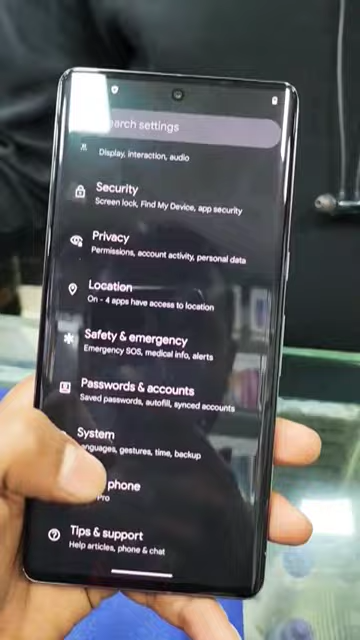 earch settings
Display, interaction, audio
Security
Screen lock, Find My Device, app security
Privacy
Permissions, account activity, personal data
Location
On - 4 apps have access to location
Safety & emergency
Emergency SOS, medical info, alerts
Passwords & accounts
Saved passwords, autofill, synced accounts
System
anguages, gestures, time, backup
phone
Pro
Tips & support
Help articles, phone & chat